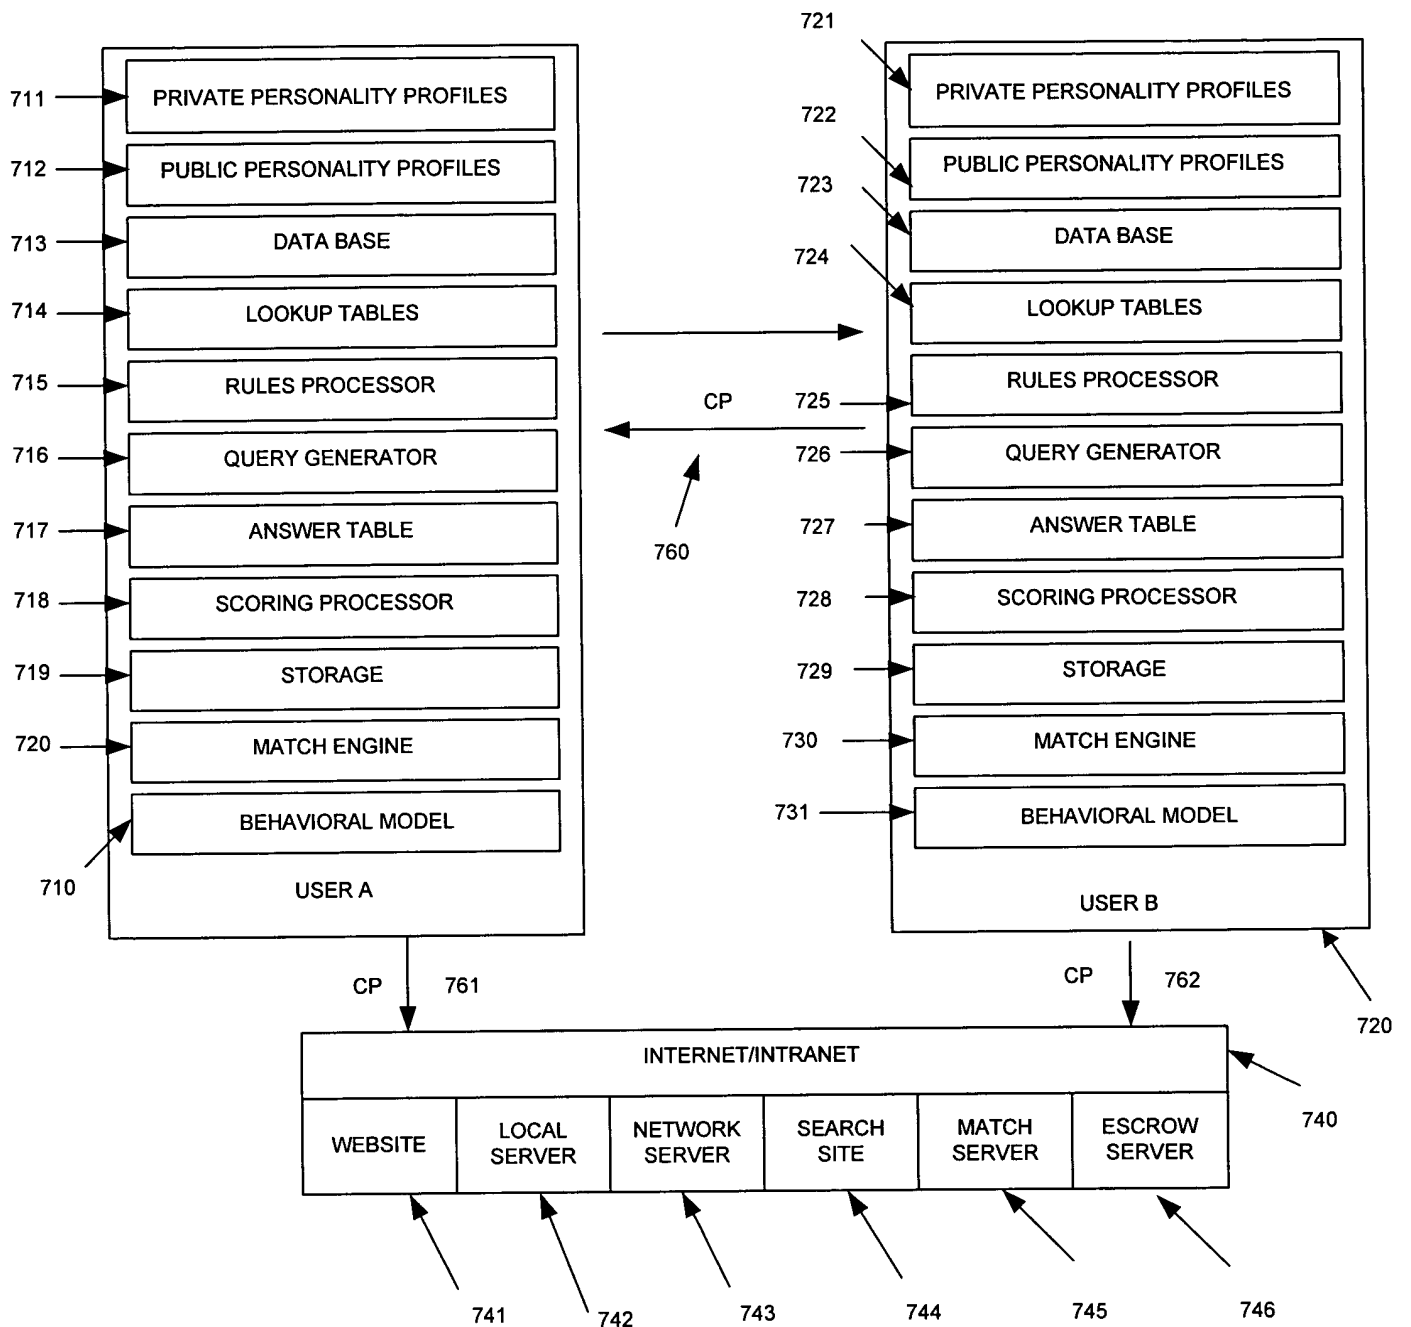 711
PRIVATE PERSONALITY PROFILES
712
PUBLIC PERSONALITY PROFILES
713
DATA BASE
714
LOOKUP TABLES
715
RULES PROCESSOR
716
QUERY GENERATOR
717
ANSWER TABLE
718
SCORING PROCESSOR
719
STORAGE
720
MATCH ENGINE
BEHAVIORAL MODEL
710
USER A
CP
760
721
PRIVATE PERSONALITY PROFILES
722
PUBLIC PERSONALITY PROFILES
723
DATA BASE
724
LOOKUP TABLES
RULES PROCESSOR
725
726
QUERY GENERATOR
727
ANSWER TABLE
728
SCORING PROCESSOR
729
STORAGE
730
MATCH ENGINE
731
BEHAVIORAL MODEL
USER B
720
CP
761
CP
762
INTERNET/INTRANET
740
WEBSITE
LOCAL
SERVER
NETWORK
SERVER
SEARCH
SITE
MATCH
SERVER
ESCROW
SERVER
741
742
743
744
745
746